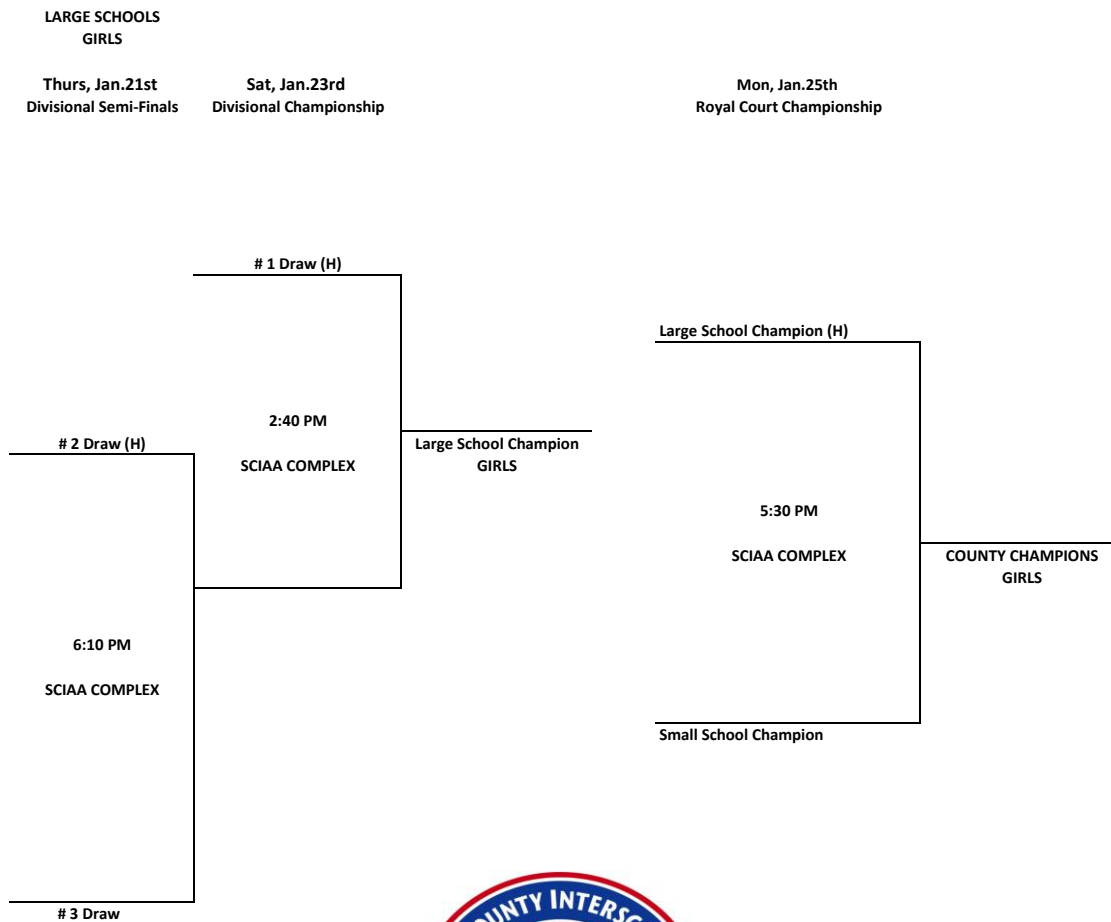 LARGE SCHOOLS
GIRLS
Thurs, Jan.21st
Divisional Semi-Finals
Sat, Jan.23rd
Divisional Championship
Mon, Jan.25th
Royal Court Championship
# 1 Draw (H)
Large School Champion (H)
2:40 PM
SCIAA COMPLEX
# 2 Draw (H)
Large School Champion
GIRLS
5:30 PM
SCIAA COMPLEX
COUNTY CHAMPIONS
GIRLS
6:10 PM
SCIAA COMPLEX
Small School Champion
# 3 Draw